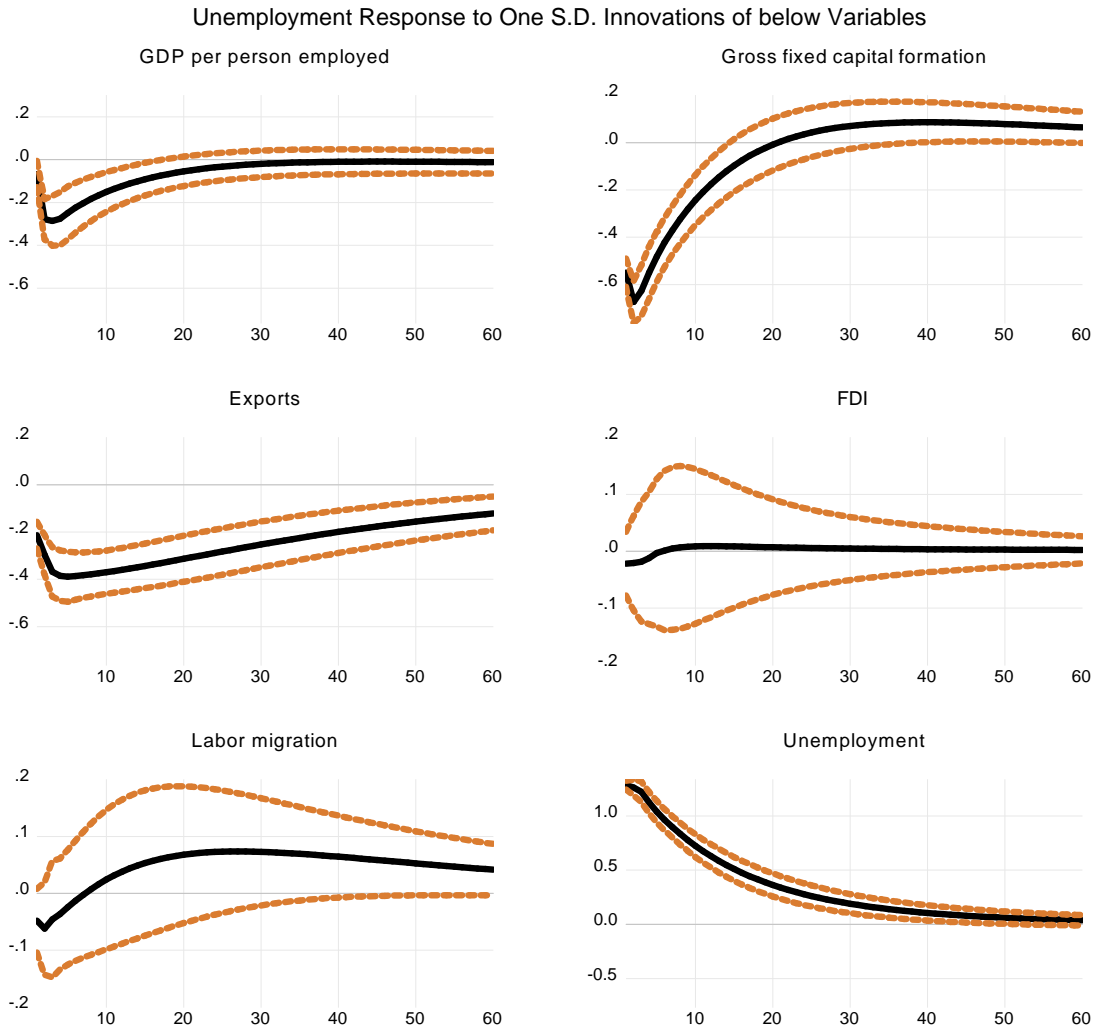 Unemployment Response to One S.D. Innovations of below Variables
GDP per person employed
.2
.0
-.2
-.4
-.6
10 20 30 40 50 60
Gross fixed capital formation
.2
.0
-.2
-.4
-.6
10 20 30 40 50 60
Exports
.2
.0
-.2
-.4
-.6
10 20 30 40 50 60
FDI
.2
.1
.0
-.1
-.2
10 20 30 40 50 60
Labor migration
.2
.1
.0
-.1
-.2
10 20 30 40 50 60
Unemployment
1.0
0.5
0.0
-0.5
10 20 30 40 50 60